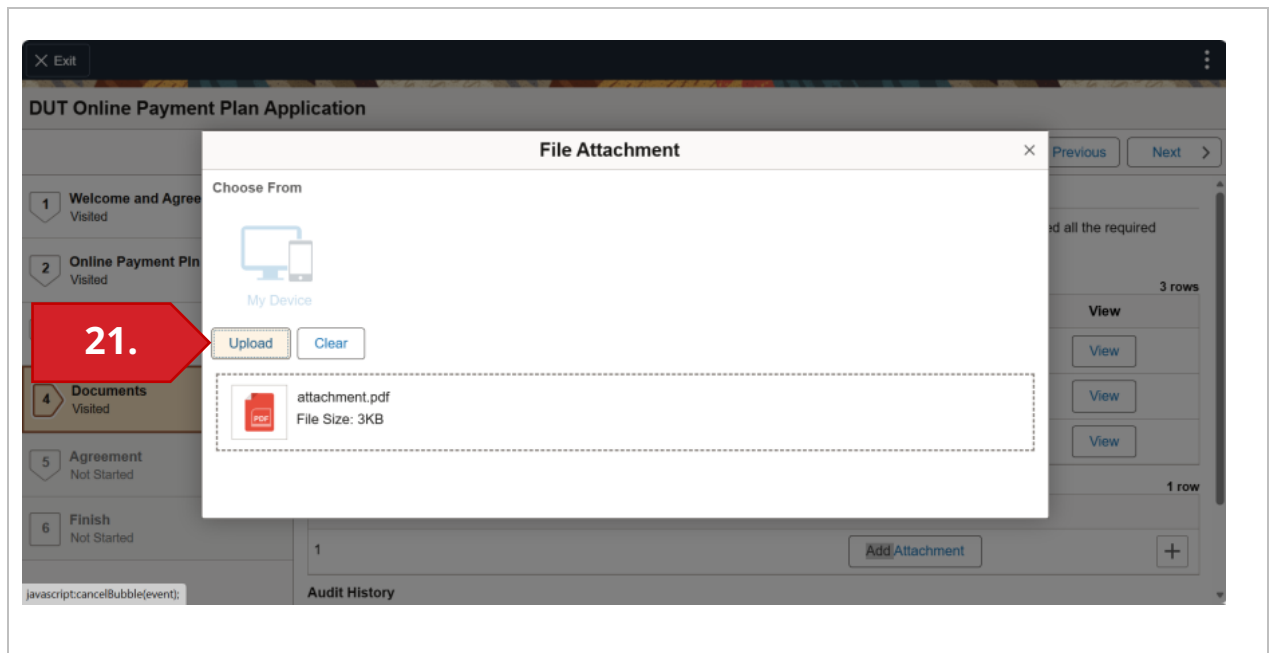 Exit
DUT Online Payment Plan Application
File Attachment
Previous
Next
Choose From
1 Welcome and Agree
Visited
ed all the required
My Device
2 Online Payment Pln
Visited
3 rows
View
21.
Upload
Clear
View
4 Documents
Visited
attachment.pdf
PDF
File Size: 3KB
View
View
5 Agreement
Not Started
1 row
6 Finish
Not Started
1
Add Attachment
javascript:cancelBubble(event);
Audit History